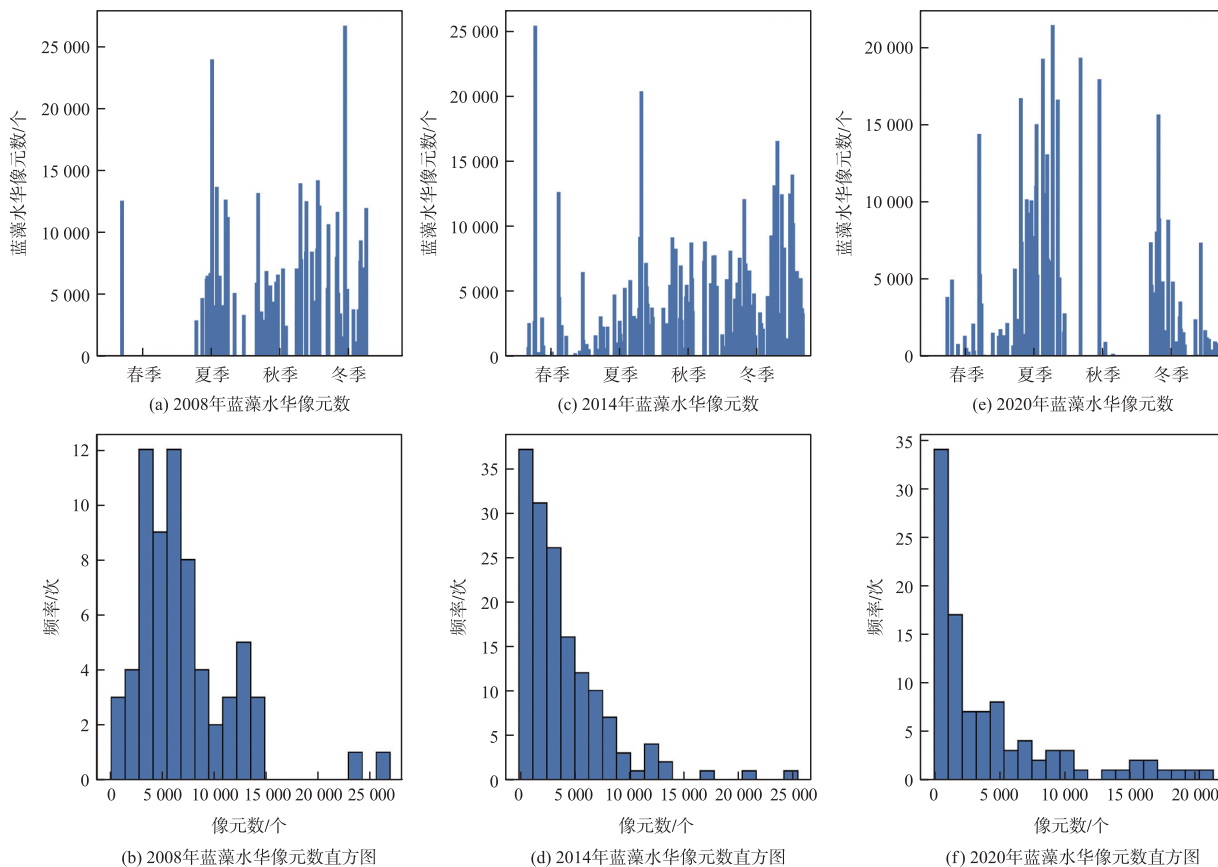 蓝藻水华像元数/个
25 000
20 000
15 000
10 000
5 000
0
春季 夏季 秋季 冬季
(a) 2008年蓝藻水华像元数
蓝藻水华像元数/个
25 000
20 000
15 000
10 000
5 000
0
春季 夏季 秋季 冬季
(c) 2014年蓝藻水华像元数
蓝藻水华像元数/个
20 000
15 000
10 000
5 000
0
春季 夏季 秋季 冬季
(e) 2020年蓝藻水华像元数
频率/次
12
10
8
6
4
2
0
0 5 000 10 000 15 000 20 000 25 000
像元数/个
(b) 2008年蓝藻水华像元数直方图
频率/次
35
30
25
20
15
10
5
0
0 5 000 10 000 15 000 20 000 25 000
像元数/个
(d) 2014年蓝藻水华像元数直方图
频率/次
35
30
25
20
15
10
5
0
0 5 000 10 000 15 000 20 000
像元数/个
(f) 2020年蓝藻水华像元数直方图